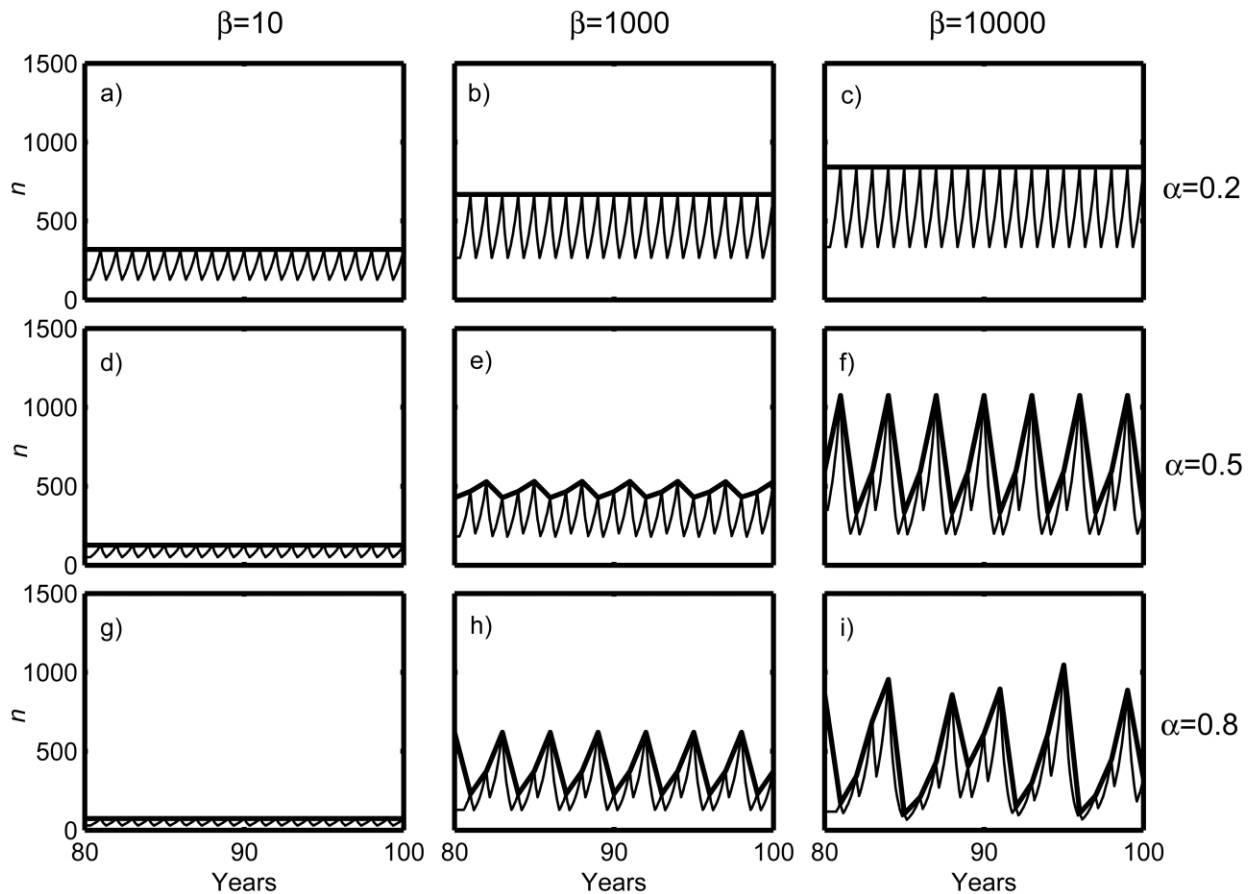 β=10 β=1000 β=10000
1500 a) b) c)
1000
n α=0.2
500
0
1500 d) e) f)
1000
n α=0.5
500
0
1500 g) h) i)
1000
n α=0.8
500
0
80 90 100 80 90 100 80 90 100
Years Years Years